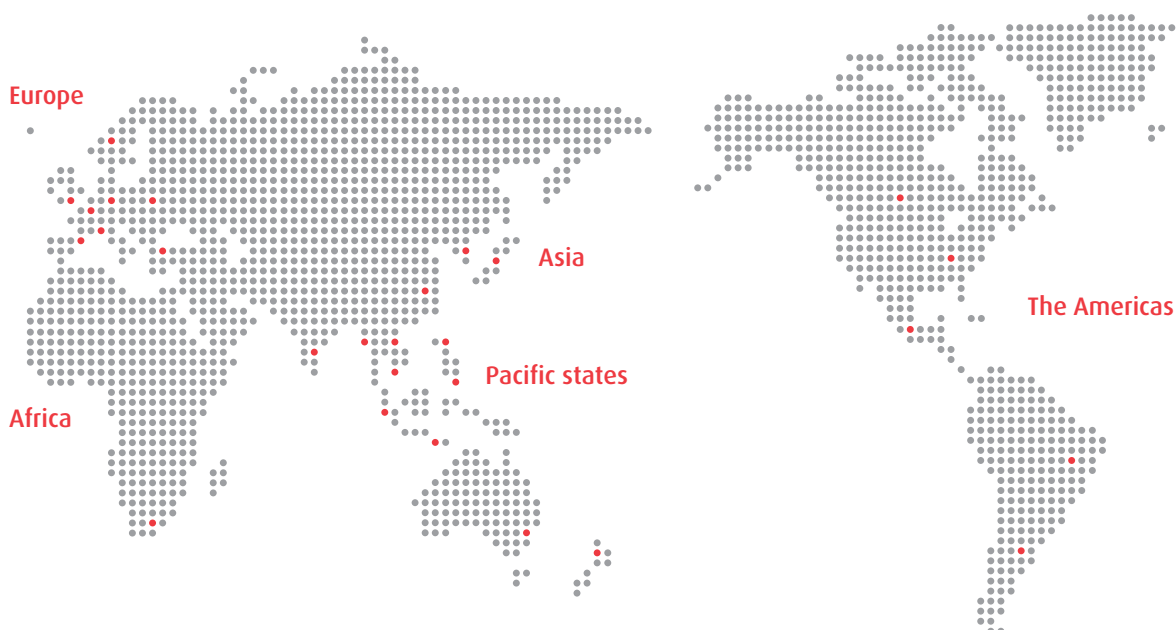 Europe
Asia
The Americas
Pacific states
Africa